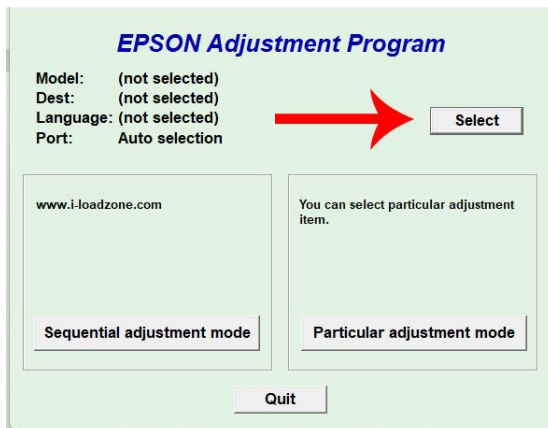 EPSON Adjustment Program
Model: (not selected)
Dest: (not selected)
Language: (not selected)
Port: Auto selection
Select
www.i-loadzone.com
Sequential adjustment mode
You can select particular adjustment
item.
Particular adjustment mode
Quit